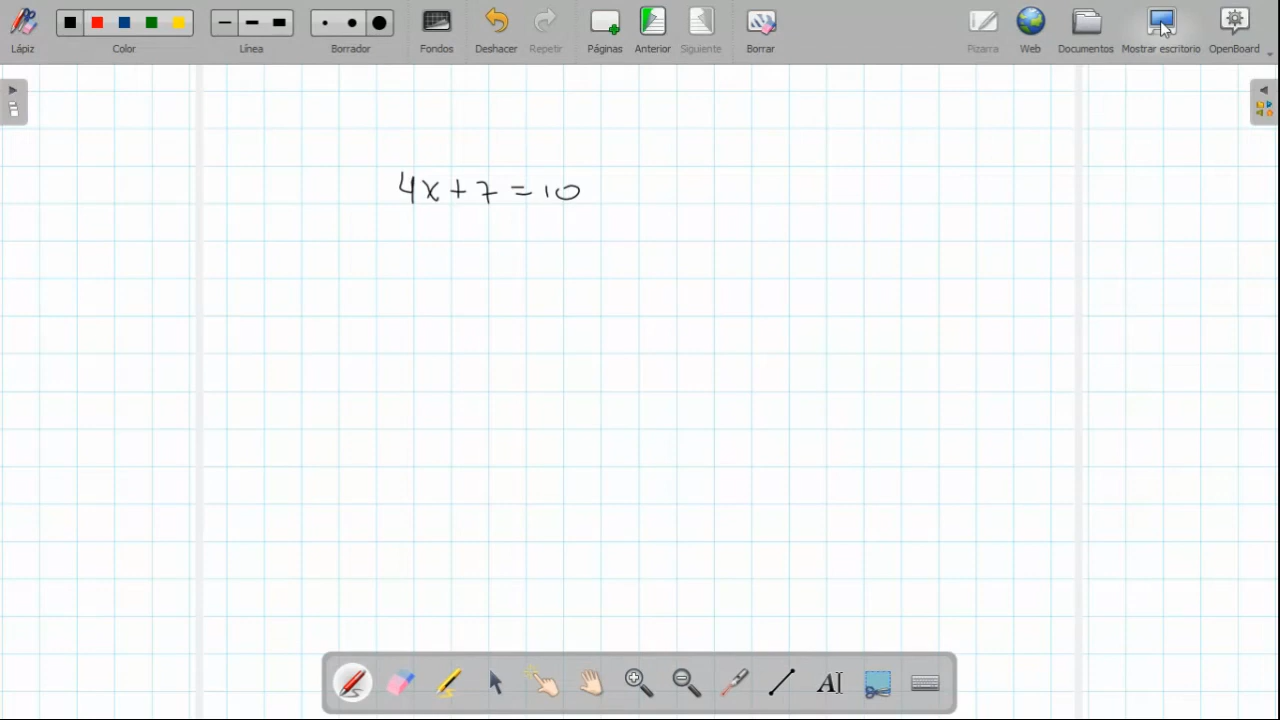 Lápiz Color Línea Borrador Fondos Deshacer Repetir Páginas Anterior Siguiente Borrar Pizarra Web Documentos Mostrar escritorio OpenBoard
4x+7=10
AI